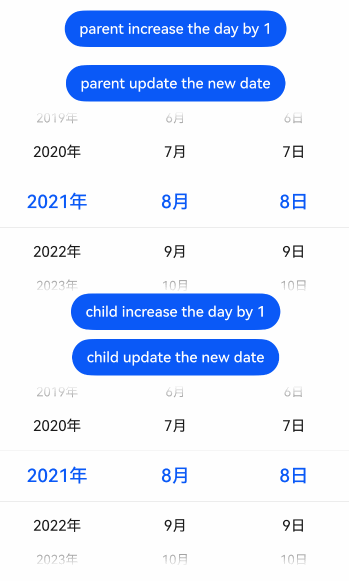 parent increase the day by 1
parent update the new date
2019年 6月 6日
2020年 7月 7日
2021年 8月 8日
2022年 9月 9日
2023年 10月 10日
child increase the day by 1
child update the new date
2019年 6月 6日
2020年 7月 7日
2021年 8月 8日
2022年 9月 9日
2023年 10月 10日